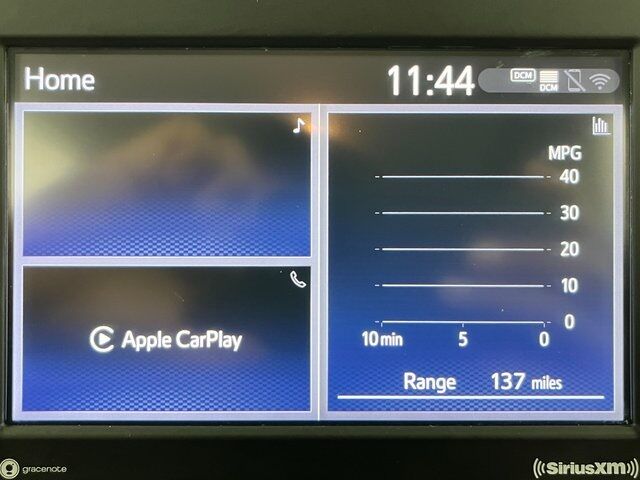 Home
11:44
DCM
DCM
MPG
40
30
20
10
0
10 min 5 0
Apple CarPlay
Range 137 miles
gracenote
SiriusXM